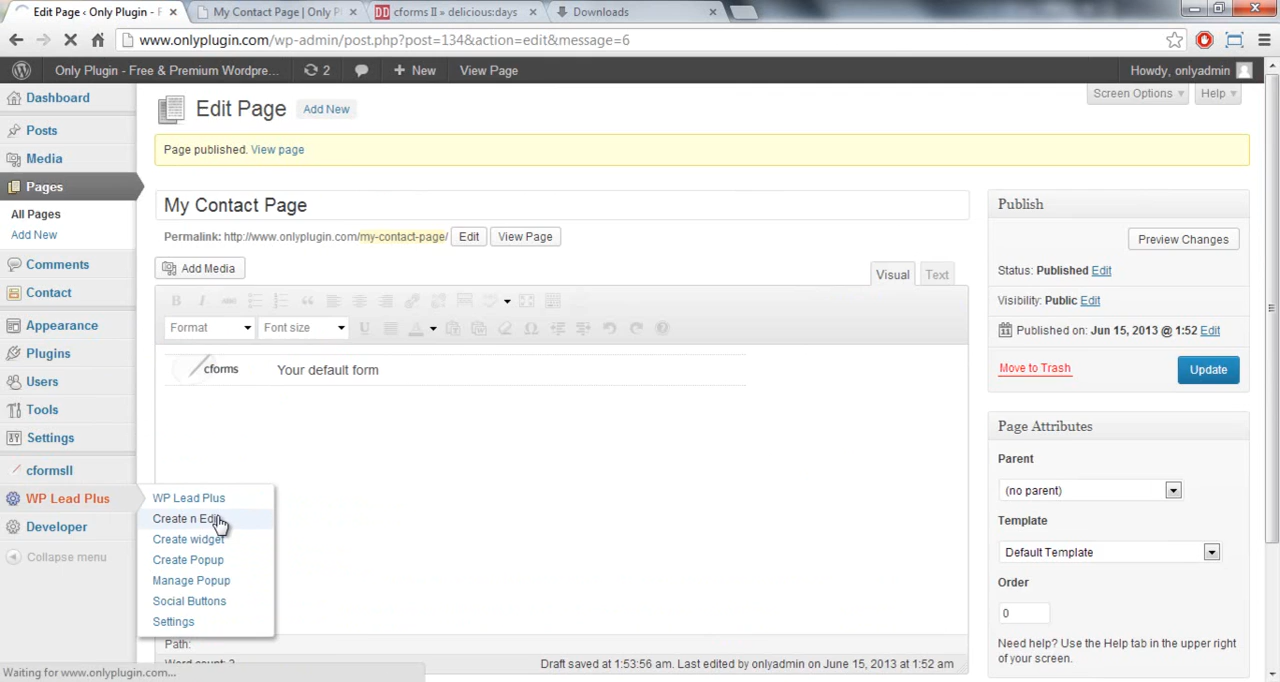 Edit Page ‹ Only Plugin - F
My Contact Page | Only P
DD cforms II » delicious:days
Downloads
www.onlyplugin.com/wp-admin/post.php?post=134&action=edit&message=6
Only Plugin - Free & Premium Wordpre...
2
+ New
View Page
Howdy, onlyadmin
Dashboard
Posts
Media
Pages
All Pages
Add New
Comments
Contact
Appearance
Plugins
Users
Tools
Settings
cformsII
WP Lead Plus
Developer
Collapse menu
WP Lead Plus
Create n Edit
Create widget
Create Popup
Manage Popup
Social Buttons
Settings
Screen Options
Help
Edit Page
Add New
Page published. View page
My Contact Page
Permalink: http://www.onlyplugin.com/my-contact-page/ Edit View Page
Add Media
Visual Text
Format
Font size
cforms Your default form
Path:
Draft saved at 1:53:56 am. Last edited by onlyadmin on June 15, 2013 at 1:52 am
Publish
Preview Changes
Status: Published Edit
Visibility: Public Edit
Published on: Jun 15, 2013 @ 1:52 Edit
Move to Trash
Update
Page Attributes
Parent
(no parent)
Template
Default Template
Order
0
Need help? Use the Help tab in the upper right
of your screen.
Waiting for www.onlyplugin.com...